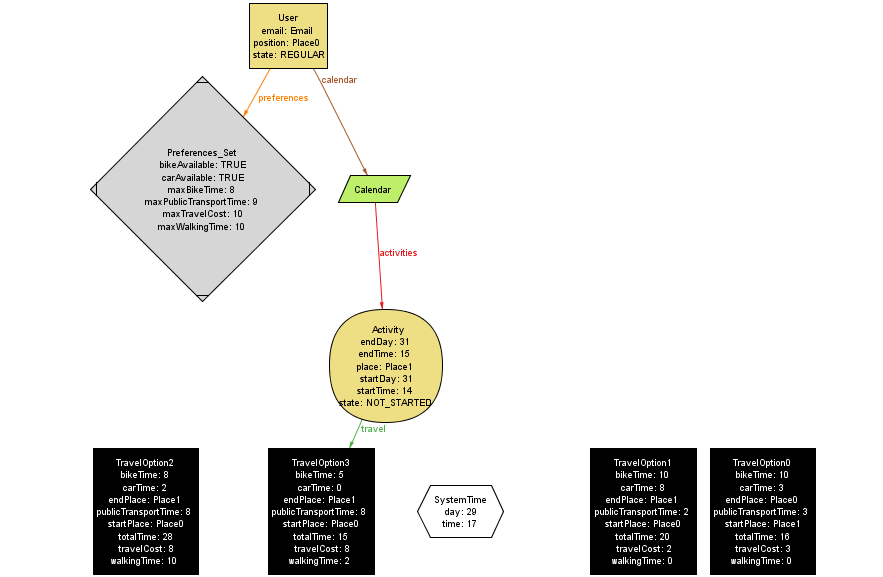 User
email: Email
position: Place0
state: REGULAR
calendar
preferences
Preferences_Set
bikeAvailable: TRUE
carAvailable: TRUE
maxBikeTime: 8
maxPublicTransportTime: 9
maxTravelCost: 10
maxWalkingTime: 10
Calendar
activities
Activity
endDay: 31
endTime: 15
place: Place1
startDay: 31
startTime: 14
state: NOT_STARTED
travel
TravelOption2
bikeTime: 8
carTime: 2
endPlace: Place1
publicTransportTime: 8
startPlace: Place0
totalTime: 28
travelCost: 8
walkingTime: 10
TravelOption3
bikeTime: 5
carTime: 0
endPlace: Place1
publicTransportTime: 8
startPlace: Place0
totalTime: 15
travelCost: 8
walkingTime: 2
SystemTime
day: 29
time: 17
TravelOption1
bikeTime: 10
carTime: 8
endPlace: Place1
publicTransportTime: 2
startPlace: Place0
totalTime: 20
travelCost: 2
walkingTime: 0
TravelOption0
bikeTime: 10
carTime: 3
endPlace: Place0
publicTransportTime: 3
startPlace: Place1
totalTime: 16
travelCost: 3
walkingTime: 0